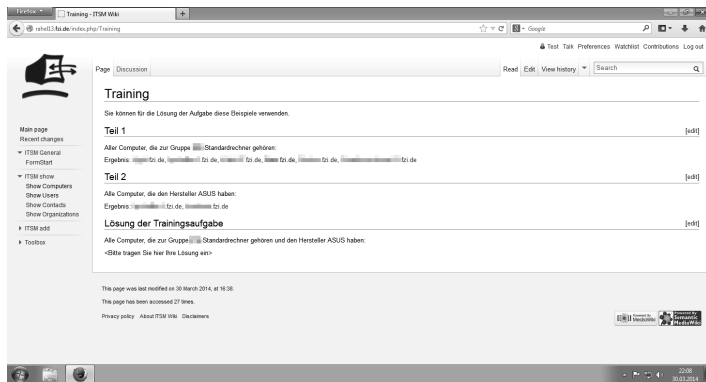 Firefox
Training - ITSM Wiki
+
rahel13.fzi.de/index.php/Training
Google
Test Talk Preferences Watchlist Contributions Log out
Page Discussion
Read Edit View history
Search
Training
Sie können für die Lösung der Aufgabe diese Beispiele verwenden.
Teil 1 [edit]
Aller Computer, die zur Gruppe Standardrechner gehören:
Ergebnis: fzi.de, fzi.de, fzi.de, fzi.de, fzi.de, fzi.de
Teil 2 [edit]
Alle Computer, die den Hersteller ASUS haben:
Ergebnis: fzi.de, fzi.de
Lösung der Trainingsaufgabe [edit]
Alle Computer, die zur Gruppe Standardrechner gehören und den Hersteller ASUS haben:
<Bitte tragen Sie hier Ihre Lösung ein>
Main page
Recent changes
ITSM General
FormStart
ITSM show
Show Computers
Show Users
Show Contacts
Show Organizations
ITSM add
Toolbox
This page was last modified on 30 March 2014, at 16:38.
This page has been accessed 27 times.
Privacy policy About ITSM Wiki Disclaimers
Powered By
MediaWiki
Powered By
Semantic
MediaWiki
22:08
30.03.2014